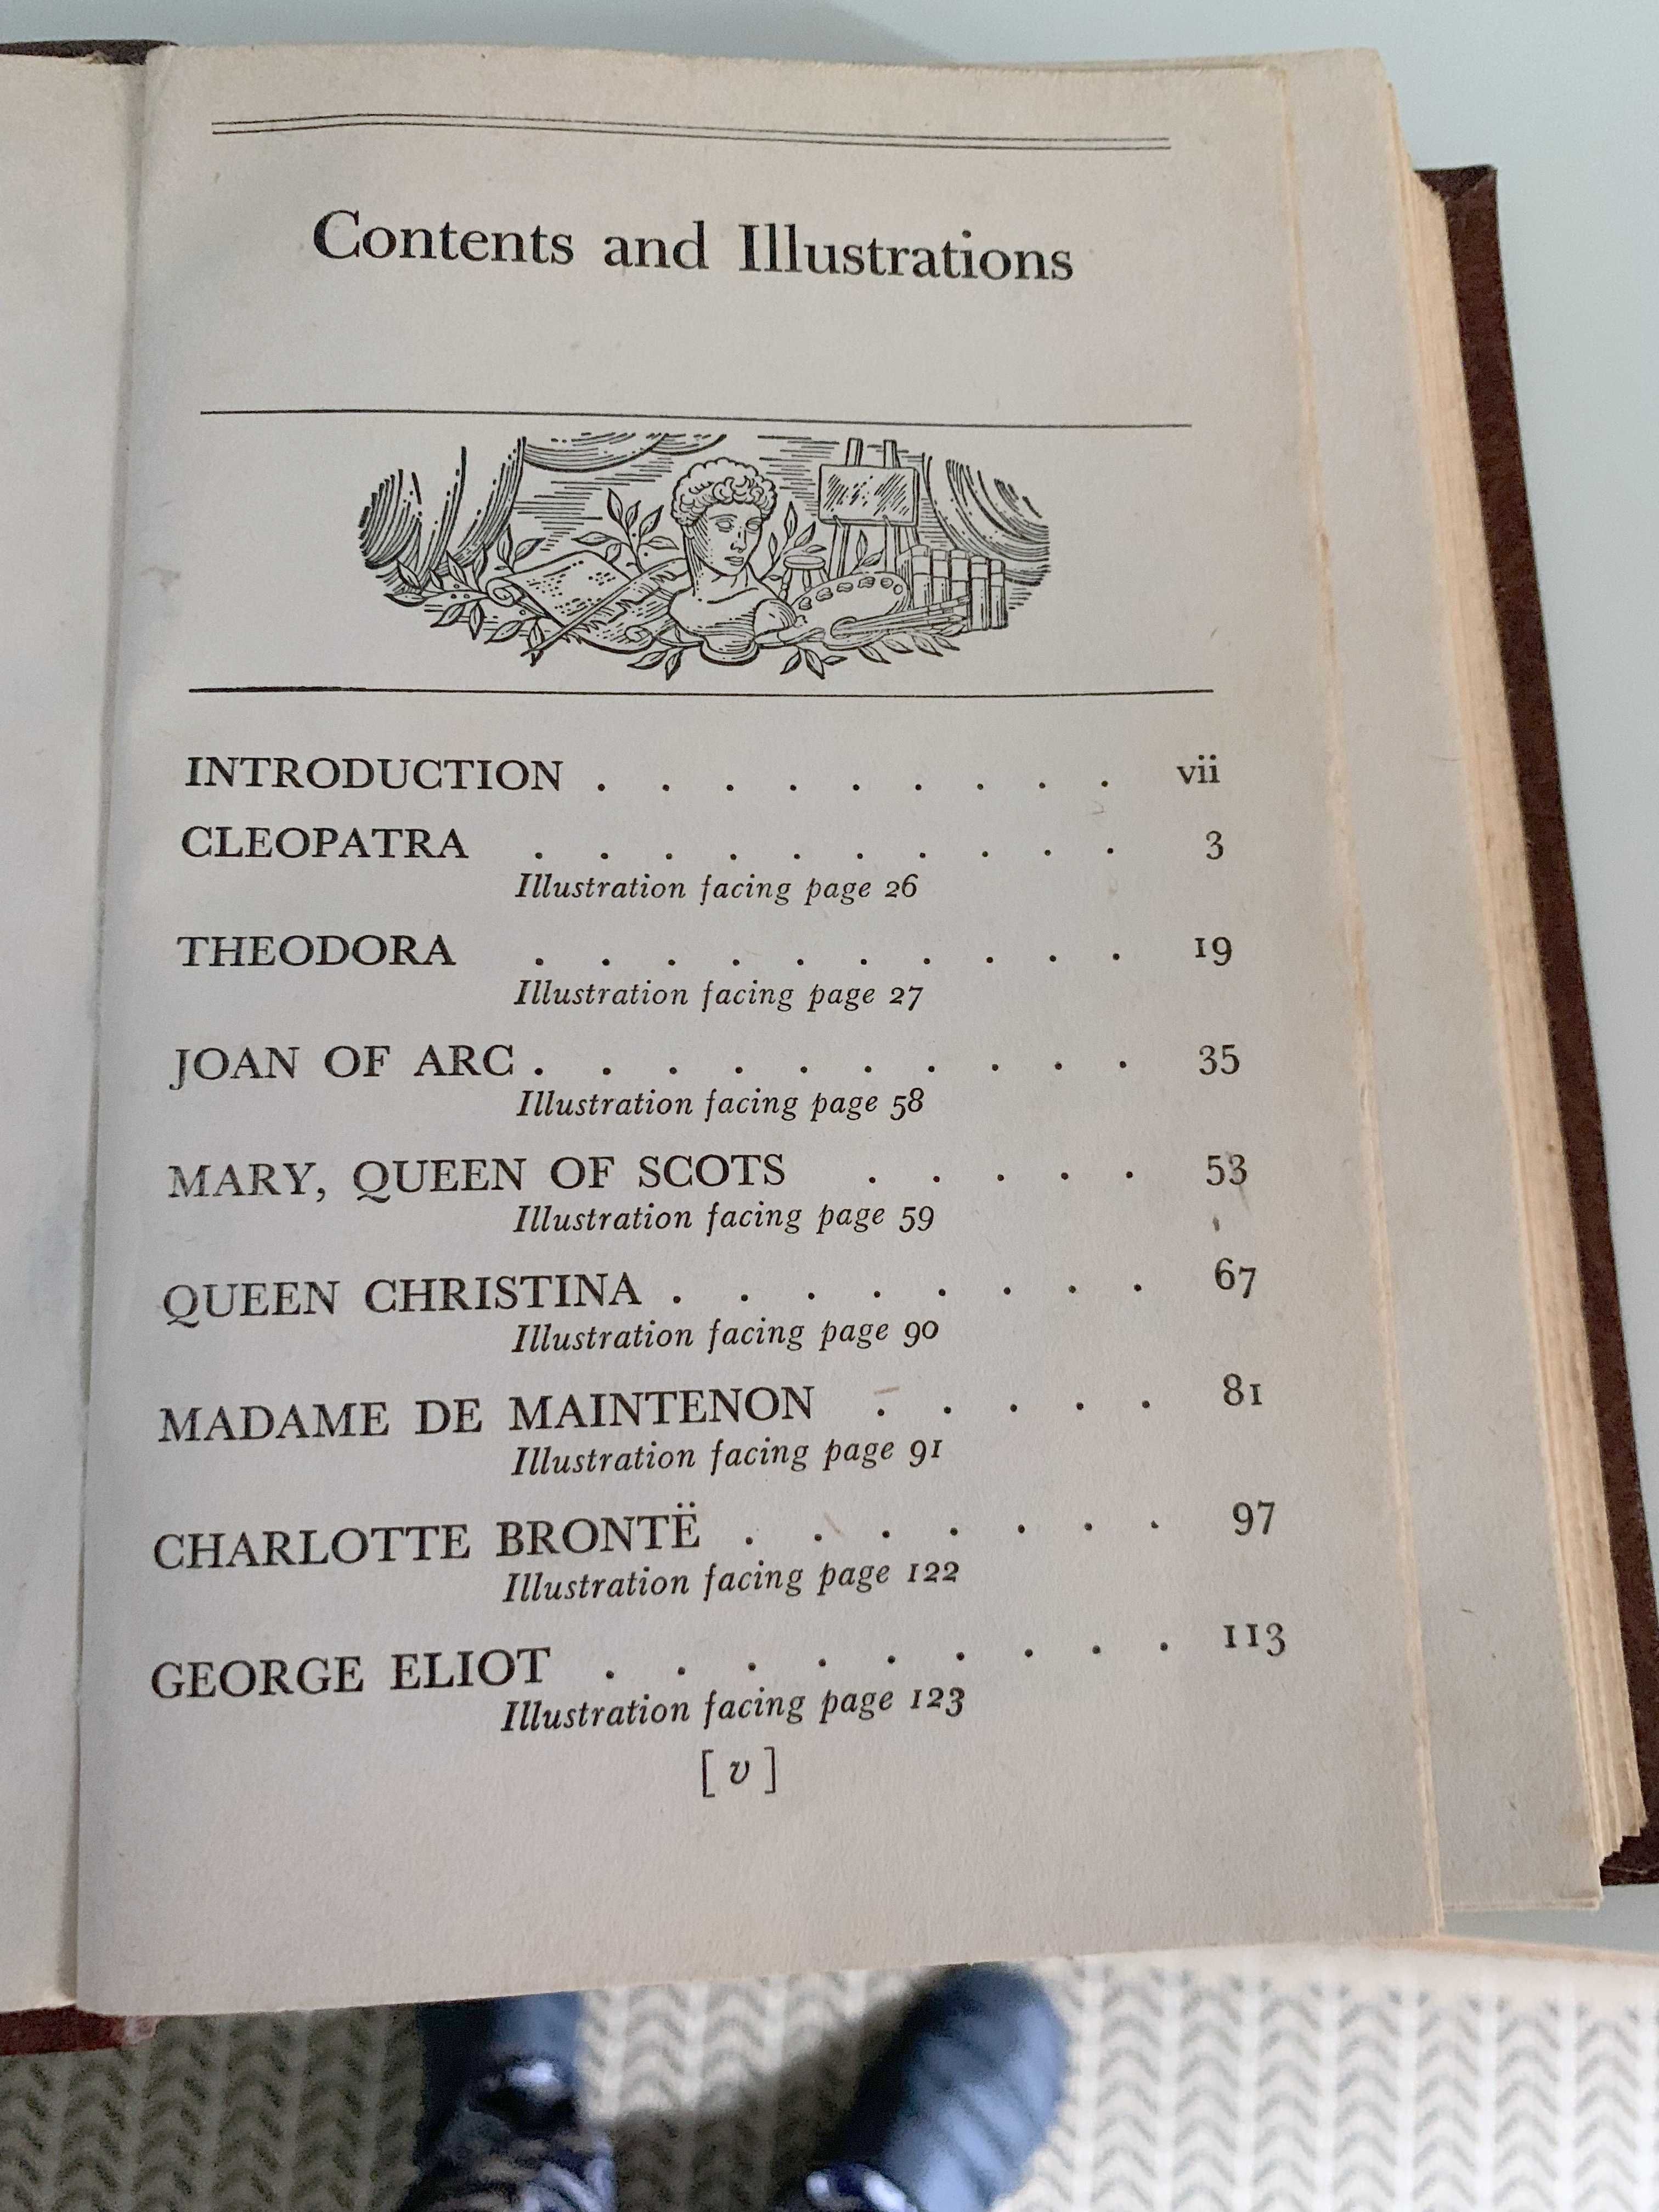 Contents and Illustrations
INTRODUCTION . . . . . . . . . vii
CLEOPATRA . . . . . . . . . . 3
Illustration facing page 26
THEODORA . . . . . . . . . . 19
Illustration facing page 27
JOAN OF ARC . . . . . . . . . . 35
Illustration facing page 58
MARY, QUEEN OF SCOTS . . . . . 53
Illustration facing page 59
QUEEN CHRISTINA . . . . . . . . 67
Illustration facing page 90
MADAME DE MAINTENON . . . . . 81
Illustration facing page 91
CHARLOTTE BRONTË . . . . . . . 97
Illustration facing page 122
GEORGE ELIOT . . . . . . . . . 113
Illustration facing page 123
[ v ]